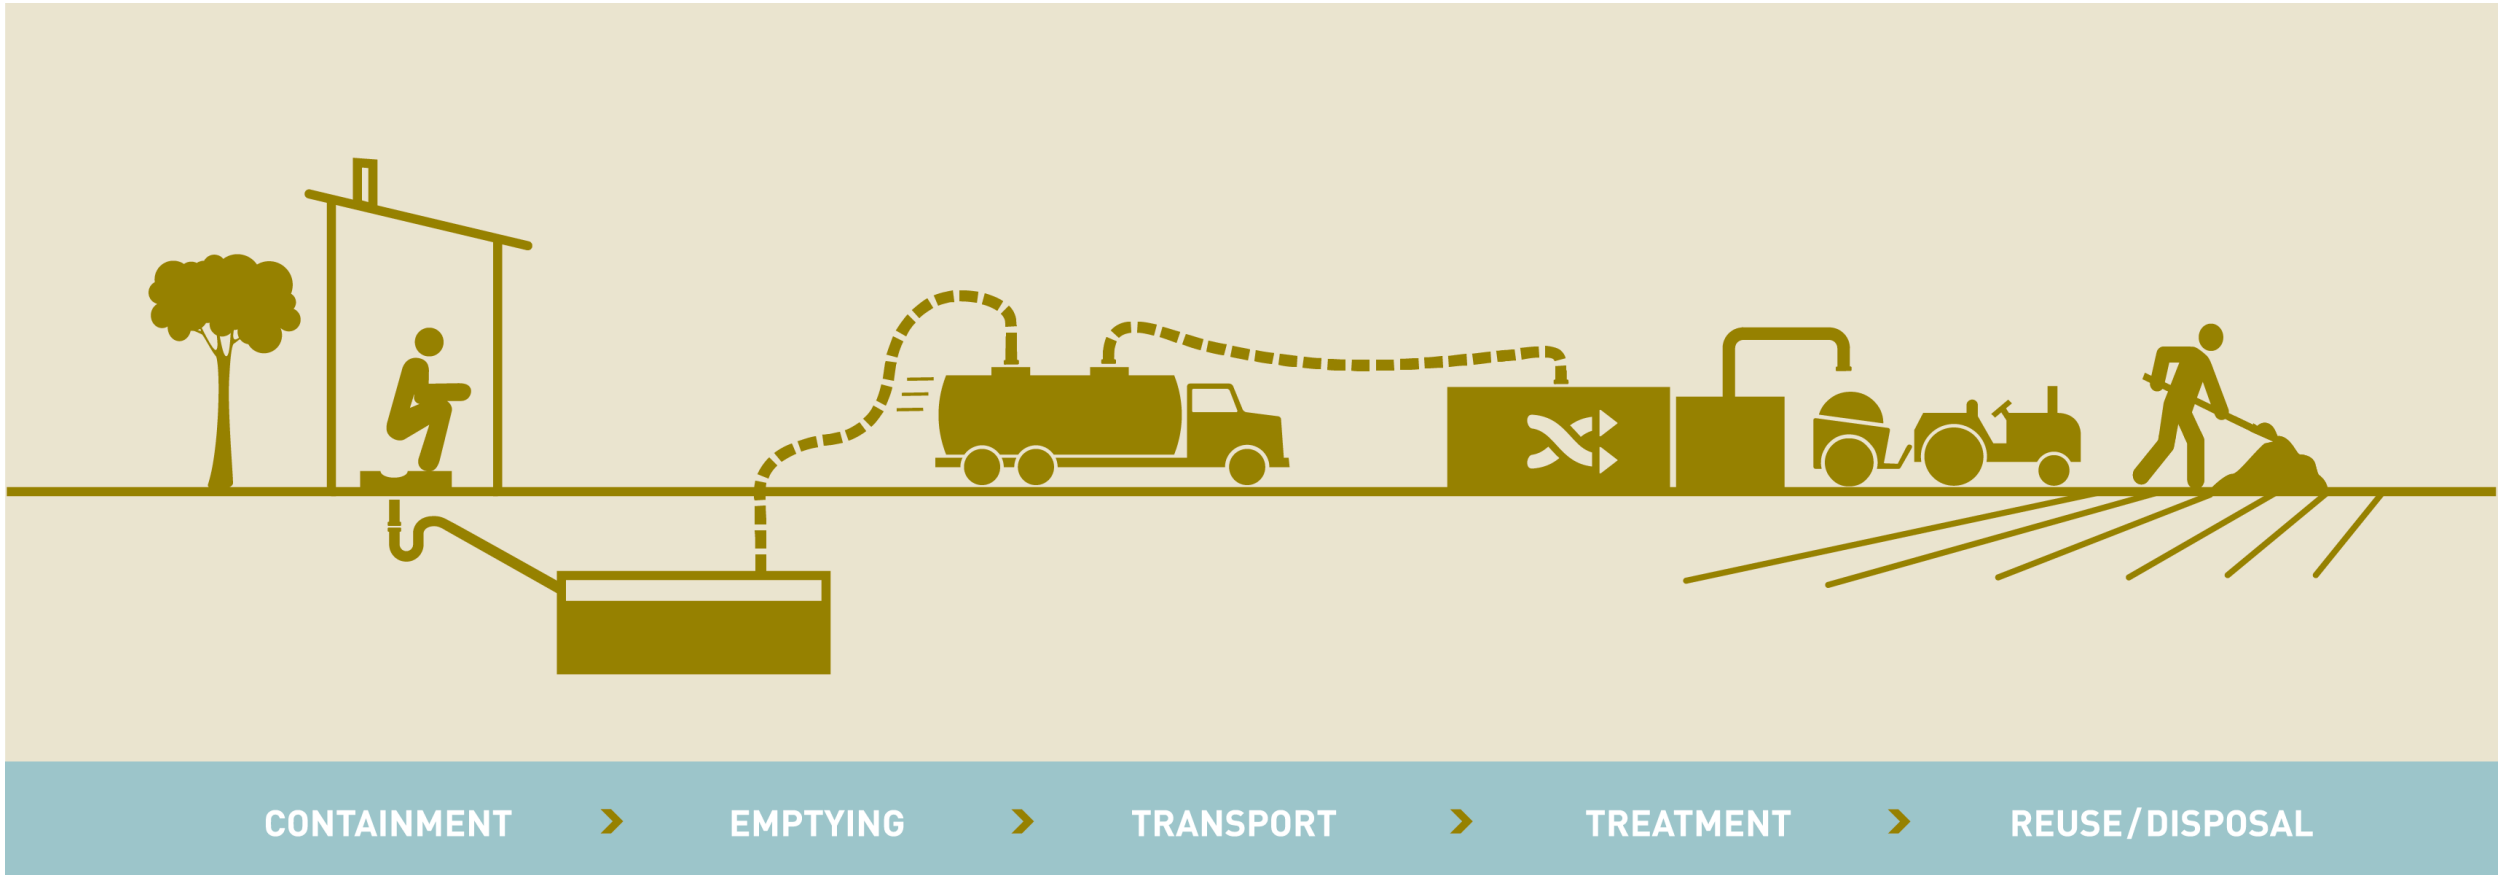 CONTAINMENT > EMPTYING > TRANSPORT > TREATMENT > REUSE/DISPOSAL